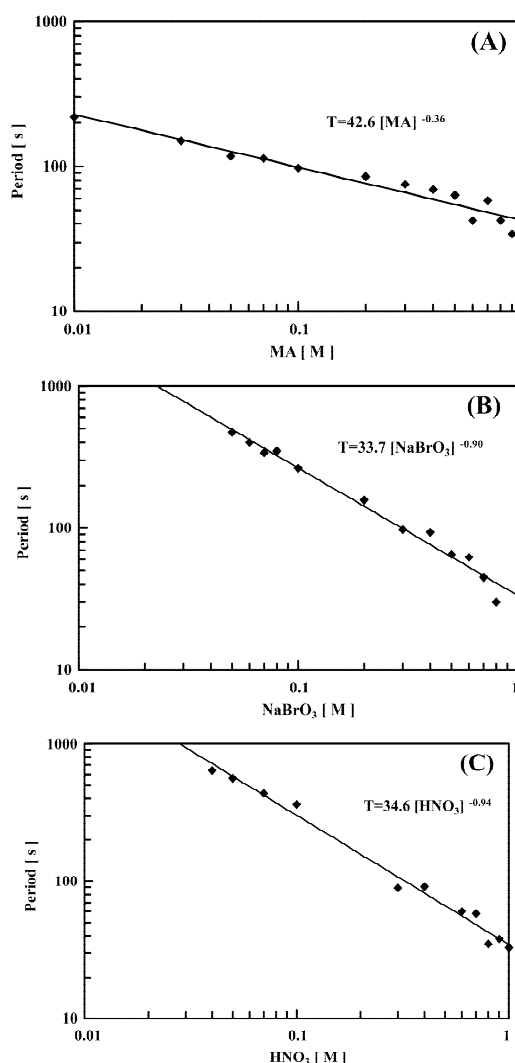 (A)
1000
T=42.6 [MA] -0.36
100
Period [ s ]
10
0.01 0.1
MA [ M ]
1000
(B)
T=33.7 [NaBrO3] -0.90
100
Period [ s ]
10
0.01 0.1 1
NaBrO3 [ M ]
1000
(C)
T=34.6 [HNO3] -0.94
100
Period [ s ]
10
0.01 0.1 1
HNO3 [ M ]